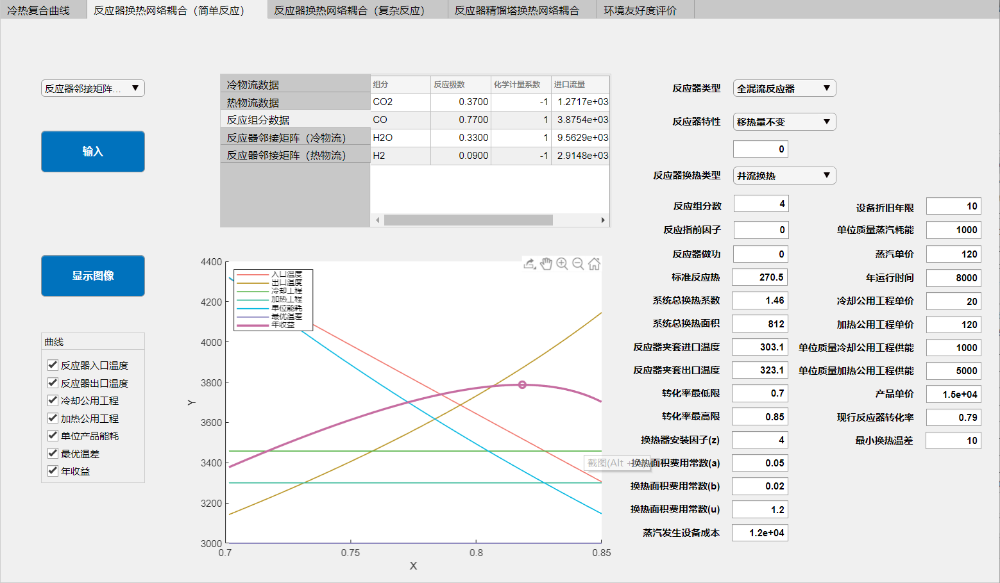 冷热复合曲线
反应器换热网络耦合（简单反应）
反应器换热网络耦合（复杂反应）
反应器精馏塔换热网络耦合
环境友好度评价
反应器邻接矩阵...
输入
显示图像
曲线
反应器入口温度
反应器出口温度
冷却公用工程
加热公用工程
单位产品能耗
最优温差
年收益
冷物流数据
热物流数据
反应组分数据
反应器邻接矩阵（冷物流）
反应器邻接矩阵（热物流）
组分 反应级数 化学计量系数 进口流量
CO2 0.3700 -1 1.2717e+03
CO 0.7700 1 3.8754e+03
H2O 0.3300 1 9.5629e+03
H2 0.0900 -1 2.9148e+03
4400
4200
4000
3800
3600
3400
3200
3000
Y
入口温度
出口温度
冷却工程
加热工程
单位能耗
最优温差
年收益
0.7 0.75 0.8 0.85
X
截图(Alt +
反应器类型 全混流反应器
反应器特性 移热量不变
0
反应器换热类型 并流换热
反应组分数 4
反应指前因子 0
反应器做功 0
标准反应热 270.5
系统总换热系数 1.46
系统总换热面积 812
反应器夹套进口温度 303.1
反应器夹套出口温度 323.1
转化率最低限 0.7
转化率最高限 0.85
换热器安装因子(z) 4
换热面积费用常数(a) 0.05
换热面积费用常数(b) 0.02
换热面积费用常数(u) 1.2
蒸汽发生设备成本 1.2e+04
设备折旧年限 10
单位质量蒸汽耗能 1000
蒸汽单价 120
年运行时间 8000
冷却公用工程单价 20
加热公用工程单价 120
单位质量冷却公用工程供能 1000
单位质量加热公用工程供能 5000
产品单价 1.5e+04
现行反应器转化率 0.79
最小换热温差 10